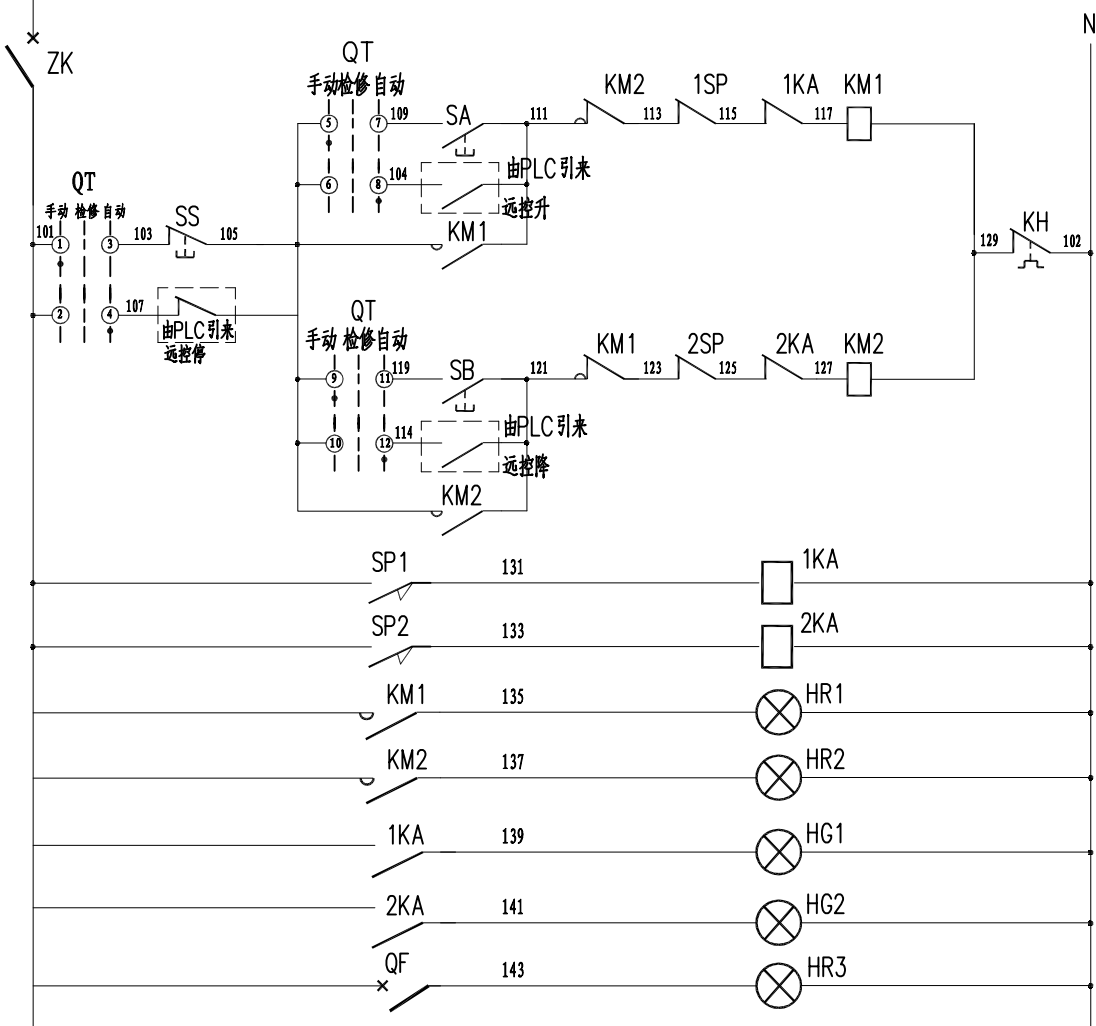 N
ZK
QT
手动 检修 自动
5
7
109
SA
111
KM2
113
1SP
115
1KA
117
KM1
6
8
104
由PLC引来
远控升
KM1
QT
手动 检修 自动
101
1
3
103
SS
105
2
4
107
由PLC引来
远控停
129
KH
102
QT
手动 检修 自动
9
11
119
SB
121
KM1
123
2SP
125
2KA
127
KM2
10
12
114
由PLC引来
远控降
KM2
SP1
131
1KA
SP2
133
2KA
KM1
135
HR1
KM2
137
HR2
1KA
139
HG1
2KA
141
HG2
QF
143
HR3